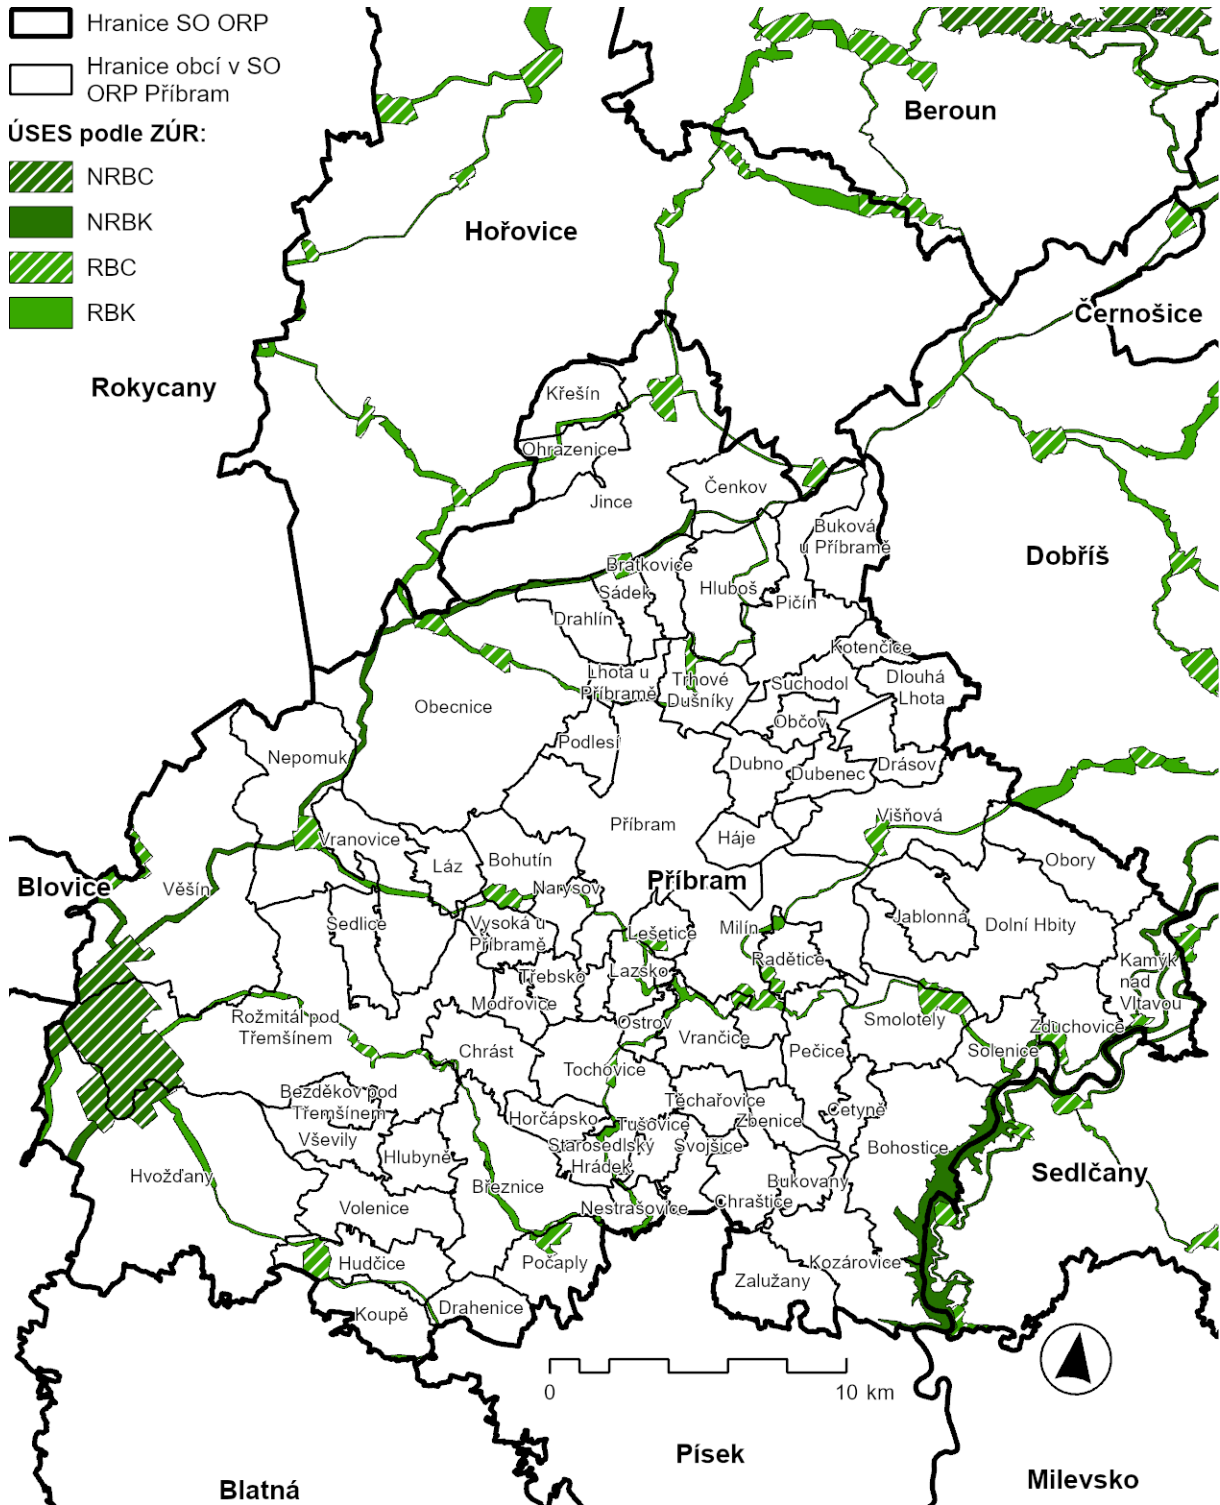 Hranice SO ORP
Hranice obcí v SO
ORP Příbram
ÚSES podle ZÚR:
NRBC
NRBK
RBC
RBK
Beroun
Hořovice
Černošice
Rokycany
Křešín
Ohrazenice
Čenkov
Jince
Buková
u Příbramě
Dobříš
Bratkovice
Sádek
Hluboš
Pičín
Drahlín
Kotenčice
Lhota u
Příbramě
Trhové
Dušníky
Suchodol
Dlouhá
Lhota
Obecnice
Občov
Podlesí
Nepomuk
Dubno
Dubenec
Drásov
Višňová
Příbram
Háje
Vranovice
Láz
Bohutín
Obory
Blovice
Věšín
Narysov
Příbram
Sedlice
Vysoká u
Příbramě
Lešetice
Milín
Jablonná
Dolní Hbity
Radětice
Kamýk
nad
Vltavou
Třebsko
Lazsko
Modřovice
Rožmitál pod
Třemšínem
Ostrov
Smolotely
Zduchovice
Vrančice
Pečice
Solenice
Chrást
Tochovice
Bezděkov pod
Třemšínem
Těchařovice
Zbenice
Cetyně
Horčápsko
Tušovice
Vševily
Starosedlský
Hrádek
Svojšice
Bohostice
Hlubyně
Hvožďany
Březnice
Bukovany
Sedlčany
Volenice
Nestrašovice
Chraštice
Hudčice
Počaply
Kozárovice
Zalužany
Koupě
Drahenice
0
10 km
Písek
Blatná
Milevsko